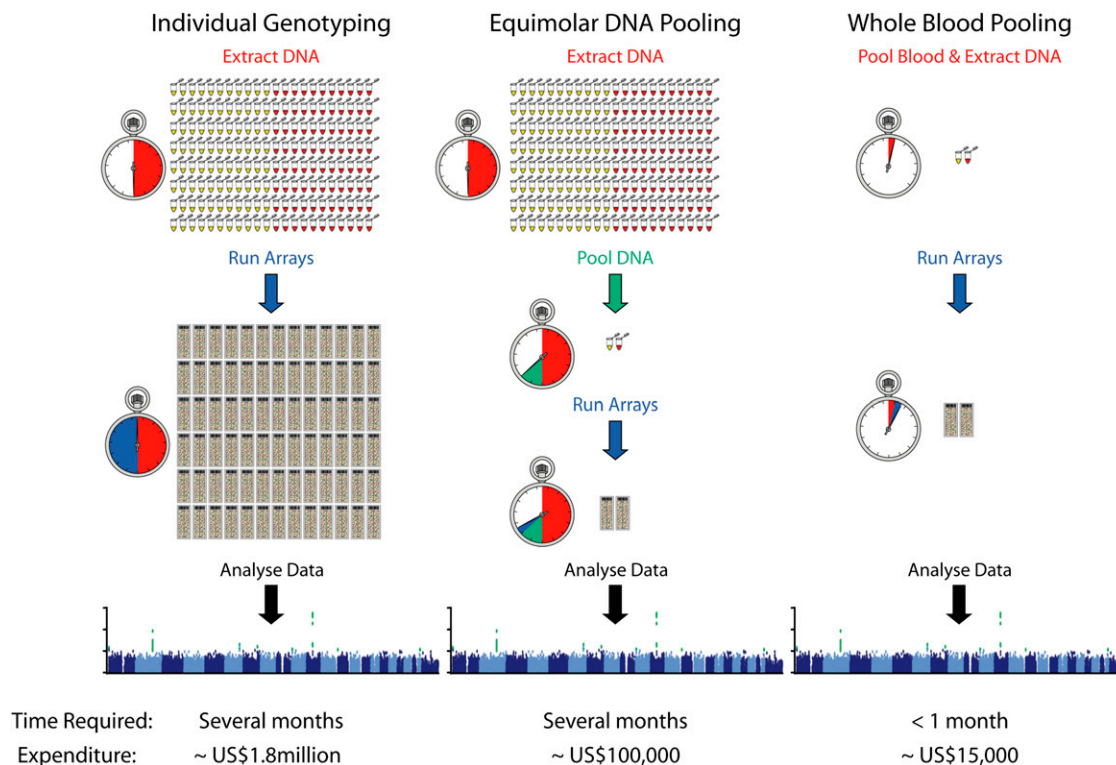 Individual Genotyping
Equimolar DNA Pooling
Whole Blood Pooling
Extract DNA
Extract DNA
Pool Blood & Extract DNA
Run Arrays
Pool DNA
Run Arrays
Run Arrays
Analyse Data
Analyse Data
Analyse Data
Time Required: Several months Several months < 1 month
Expenditure: ~ US$1.8million ~ US$100,000 ~ US$15,000